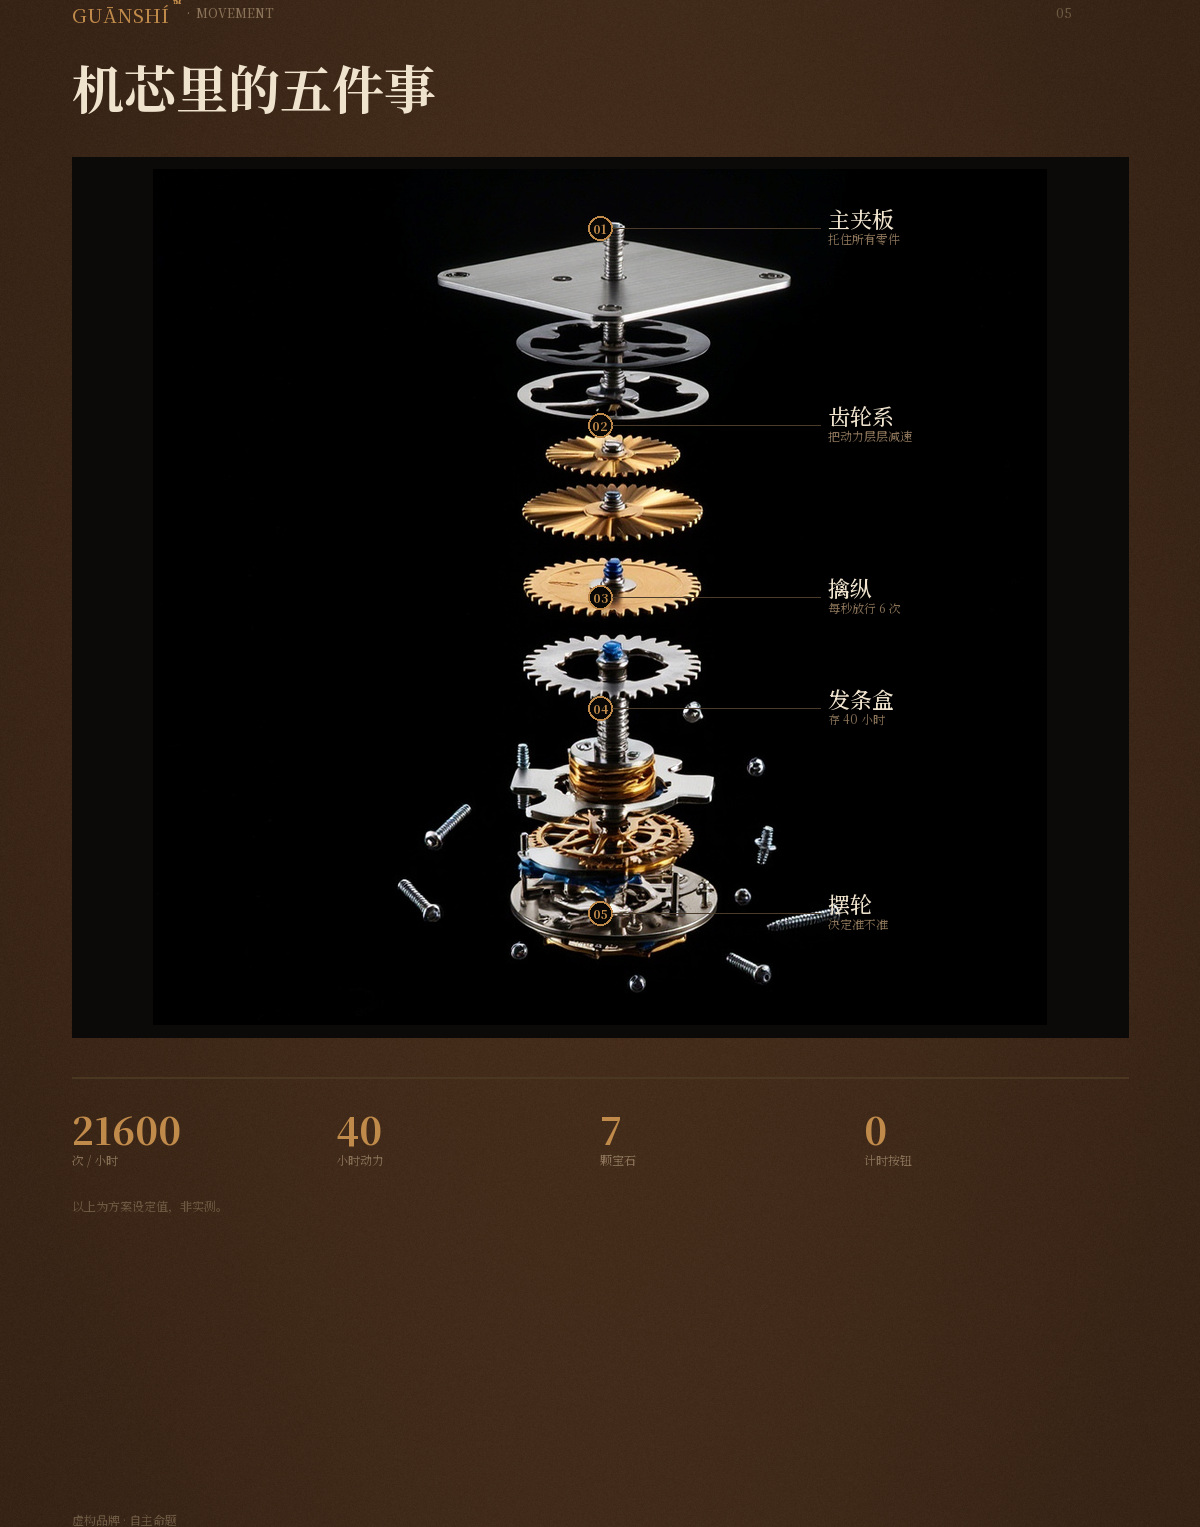 GUĀNSHÍ™ · MOVEMENT
05
机芯里的五件事
01
主夹板
托住所有零件
02
齿轮系
把动力层层减速
03
擒纵
每秒放行 6 次
04
发条盒
存 40 小时
05
摆轮
决定准不准
21600
次 / 小时
40
小时动力
7
颗宝石
0
计时按钮
以上为方案设定值，非实测。
虚构品牌 · 自主命题